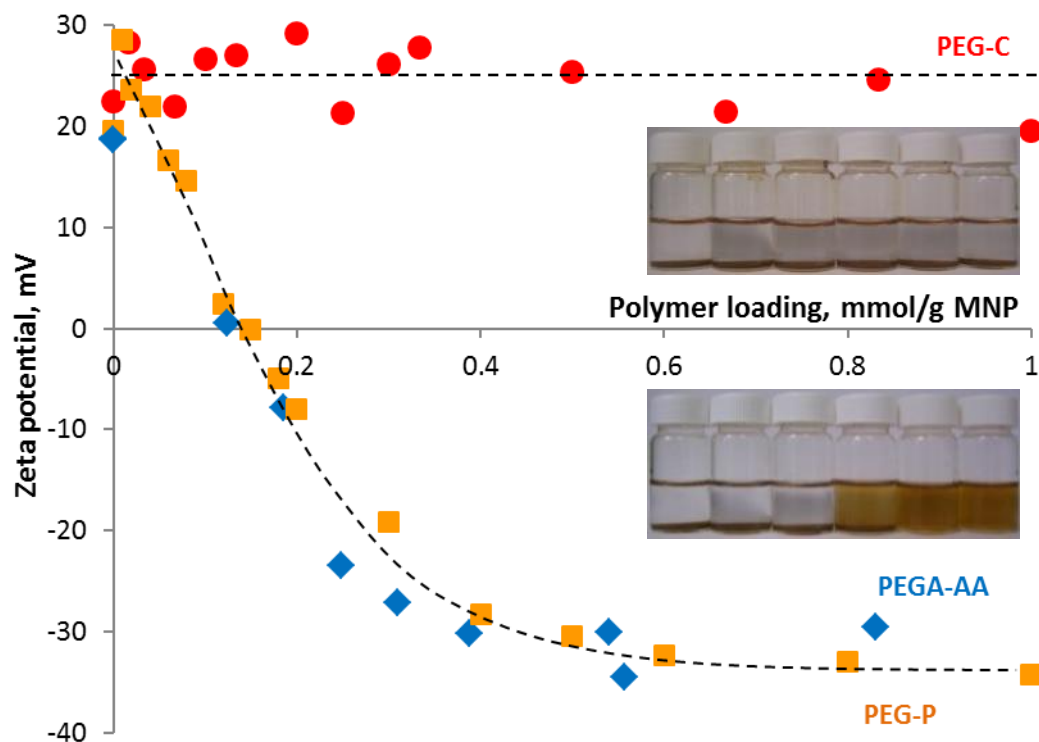 30
PEG-C
20
10
Polymer loading, mmol/g MNP
0
0 0.2 0.4 0.6 0.8 1
Zeta potential, mV
-10
-20
PEGA-AA
-30
PEG-P
-40